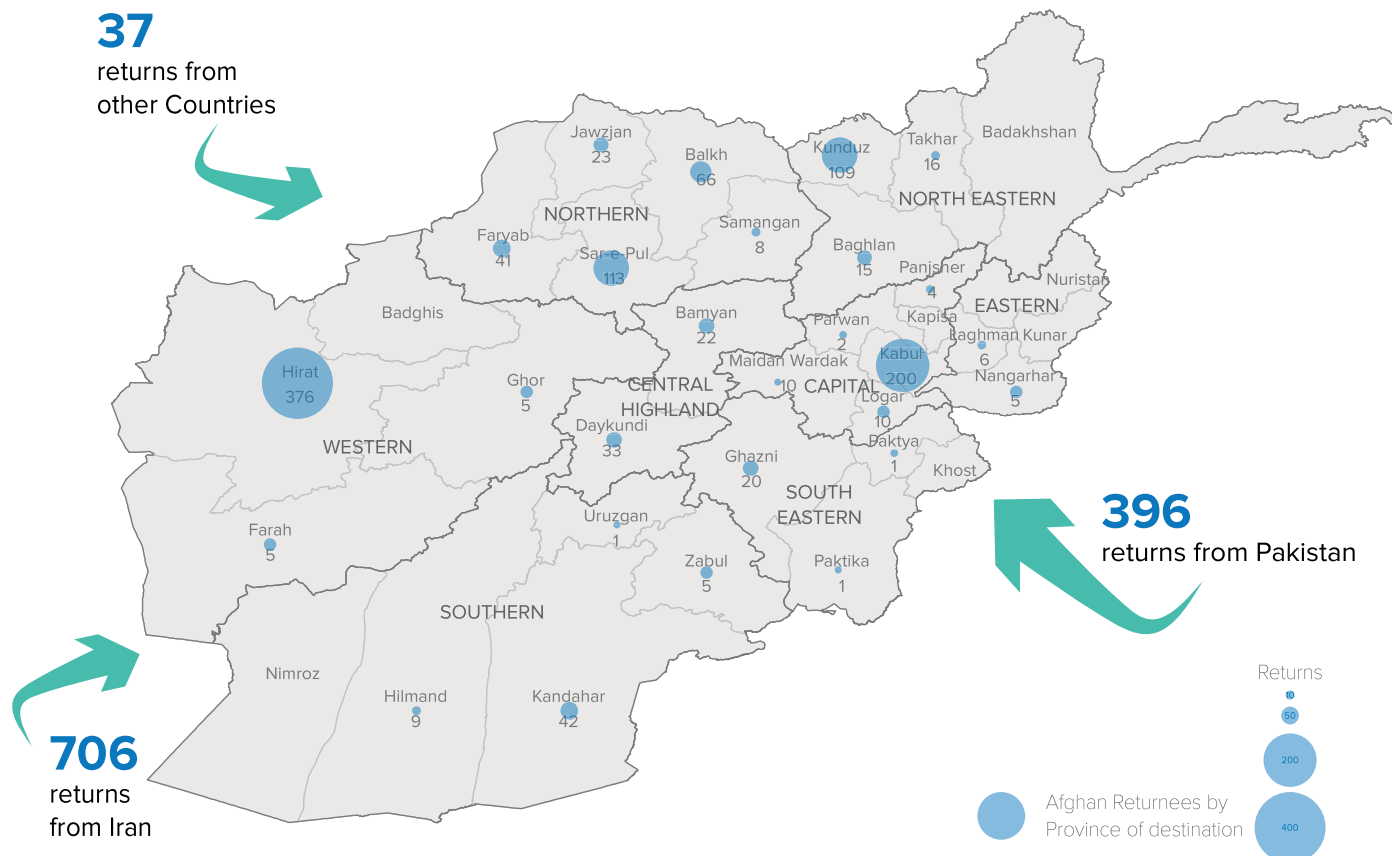 37
returns from
other Countries
Jawzjan
23
Balkh
66
Kunduz
109
Takhar
16
Badakhshan
NORTHERN
NORTH EASTERN
Faryab
41
Sar-e-Pul
113
Samangan
8
Baghlan
15
Panjsher
4
Nuristan
EASTERN
Badghis
Bamyan
22
Parwan
2
Kapisa
Laghman
6
Kunar
Hirat
376
Ghor
5
Maidan Wardak
10
Kabul
200
Nangarhar
5
CENTRAL
HIGHLAND
CAPITAL
Logar
10
WESTERN
Daykundi
33
Ghazni
20
Paktya
1
Khost
SOUTH
EASTERN
Farah
5
Uruzgan
1
Zabul
5
Paktika
1
396
returns from Pakistan
SOUTHERN
Nimroz
Hilmand
9
Kandahar
42
706
returns
from Iran
Returns
10
50
200
400
Afghan Returnees by
Province of destination